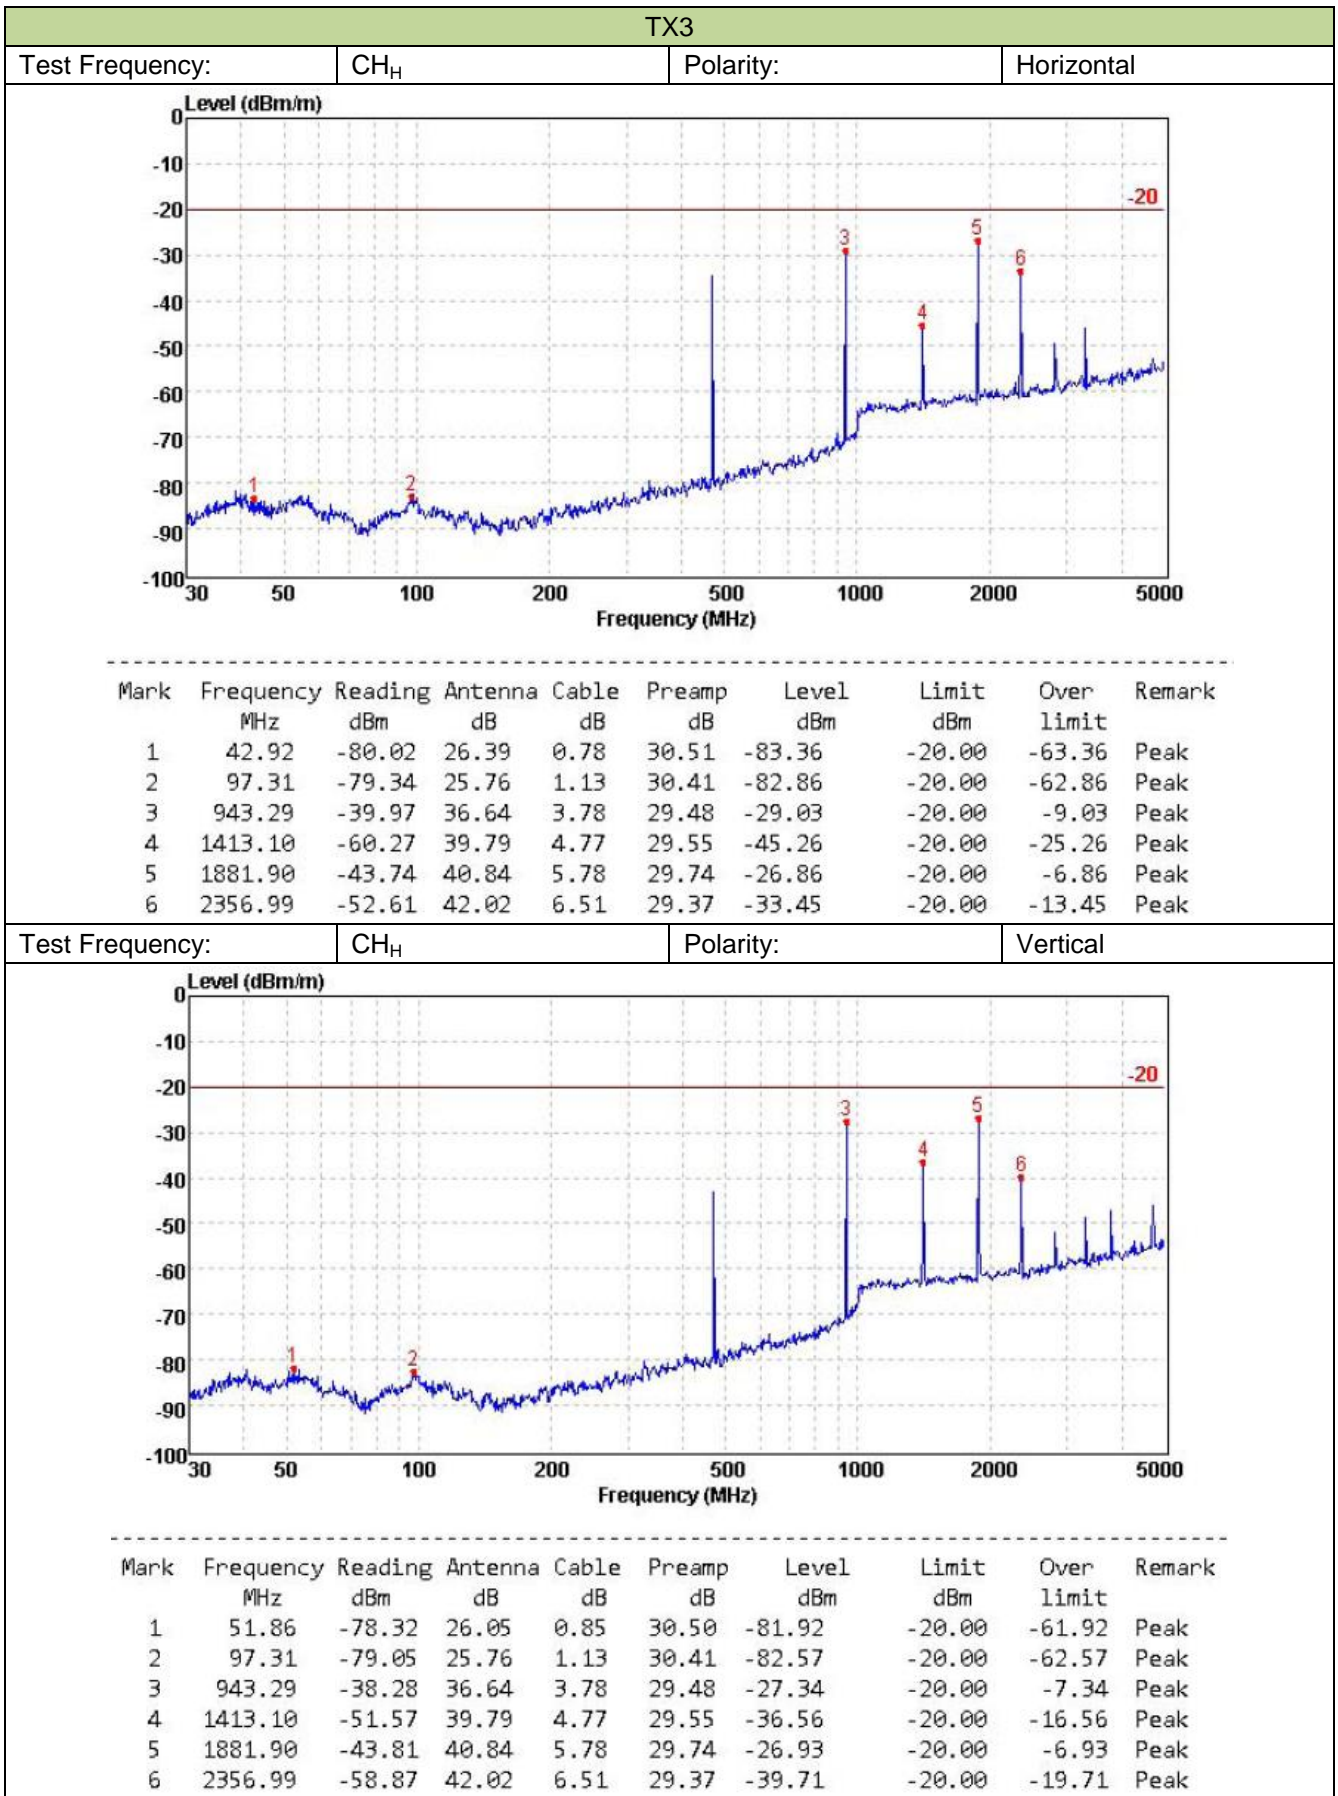 TX3
Test Frequency: CHH Polarity: Horizontal
Level (dBm/m)
0
-10
-20
-20
-30
-40
-50
-60
-70
-80
-90
-100
1 2 3 4 5 6
30 50 100 200 500 1000 2000 5000
Frequency (MHz)
Mark Frequency Reading Antenna Cable Preamp Level Limit Over Remark
MHz dBm dB dB dB dBm dBm limit
1 42.92 -80.02 26.39 0.78 30.51 -83.36 -20.00 -63.36 Peak
2 97.31 -79.34 25.76 1.13 30.41 -82.86 -20.00 -62.86 Peak
3 943.29 -39.97 36.64 3.78 29.48 -29.03 -20.00 -9.03 Peak
4 1413.10 -60.27 39.79 4.77 29.55 -45.26 -20.00 -25.26 Peak
5 1881.90 -43.74 40.84 5.78 29.74 -26.86 -20.00 -6.86 Peak
6 2356.99 -52.61 42.02 6.51 29.37 -33.45 -20.00 -13.45 Peak
Test Frequency: CHH Polarity: Vertical
Level (dBm/m)
0
-10
-20
-20
-30
-40
-50
-60
-70
-80
-90
-100
1 2 3 4 5 6
30 50 100 200 500 1000 2000 5000
Frequency (MHz)
Mark Frequency Reading Antenna Cable Preamp Level Limit Over Remark
MHz dBm dB dB dB dBm dBm limit
1 51.86 -78.32 26.05 0.85 30.50 -81.92 -20.00 -61.92 Peak
2 97.31 -79.05 25.76 1.13 30.41 -82.57 -20.00 -62.57 Peak
3 943.29 -38.28 36.64 3.78 29.48 -27.34 -20.00 -7.34 Peak
4 1413.10 -51.57 39.79 4.77 29.55 -36.56 -20.00 -16.56 Peak
5 1881.90 -43.81 40.84 5.78 29.74 -26.93 -20.00 -6.93 Peak
6 2356.99 -58.87 42.02 6.51 29.37 -39.71 -20.00 -19.71 Peak